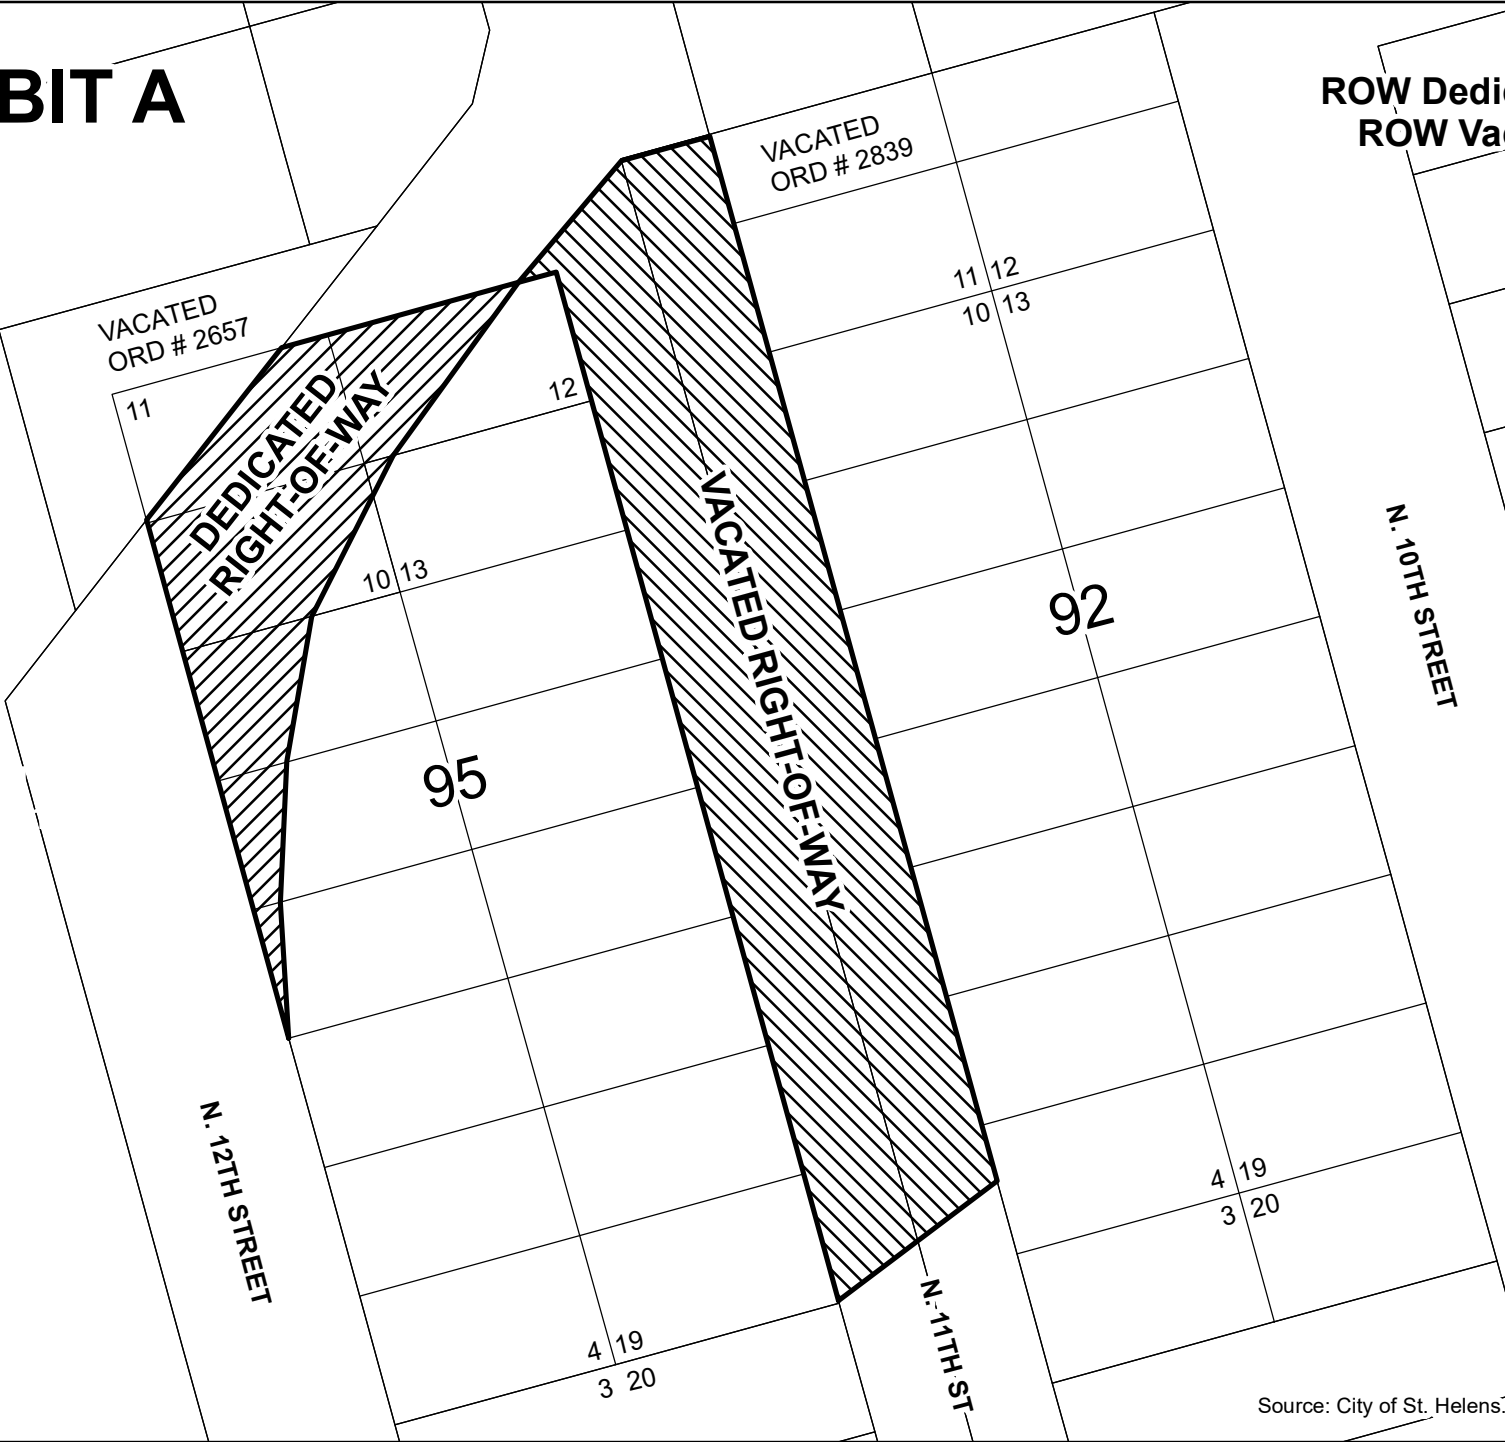 BIT A
ROW Dedic
ROW Vac
VACATED
ORD # 2839
VACATED
ORD # 2657
11 12
10 13
11
12
DEDICATED
RIGHT-OF-WAY
10 13
VACATED RIGHT-OF-WAY
N. 10TH STREET
92
95
N. 12TH STREET
4 19
3 20
N. 11TH ST
4 19
3 20
Source: City of St. Helens.